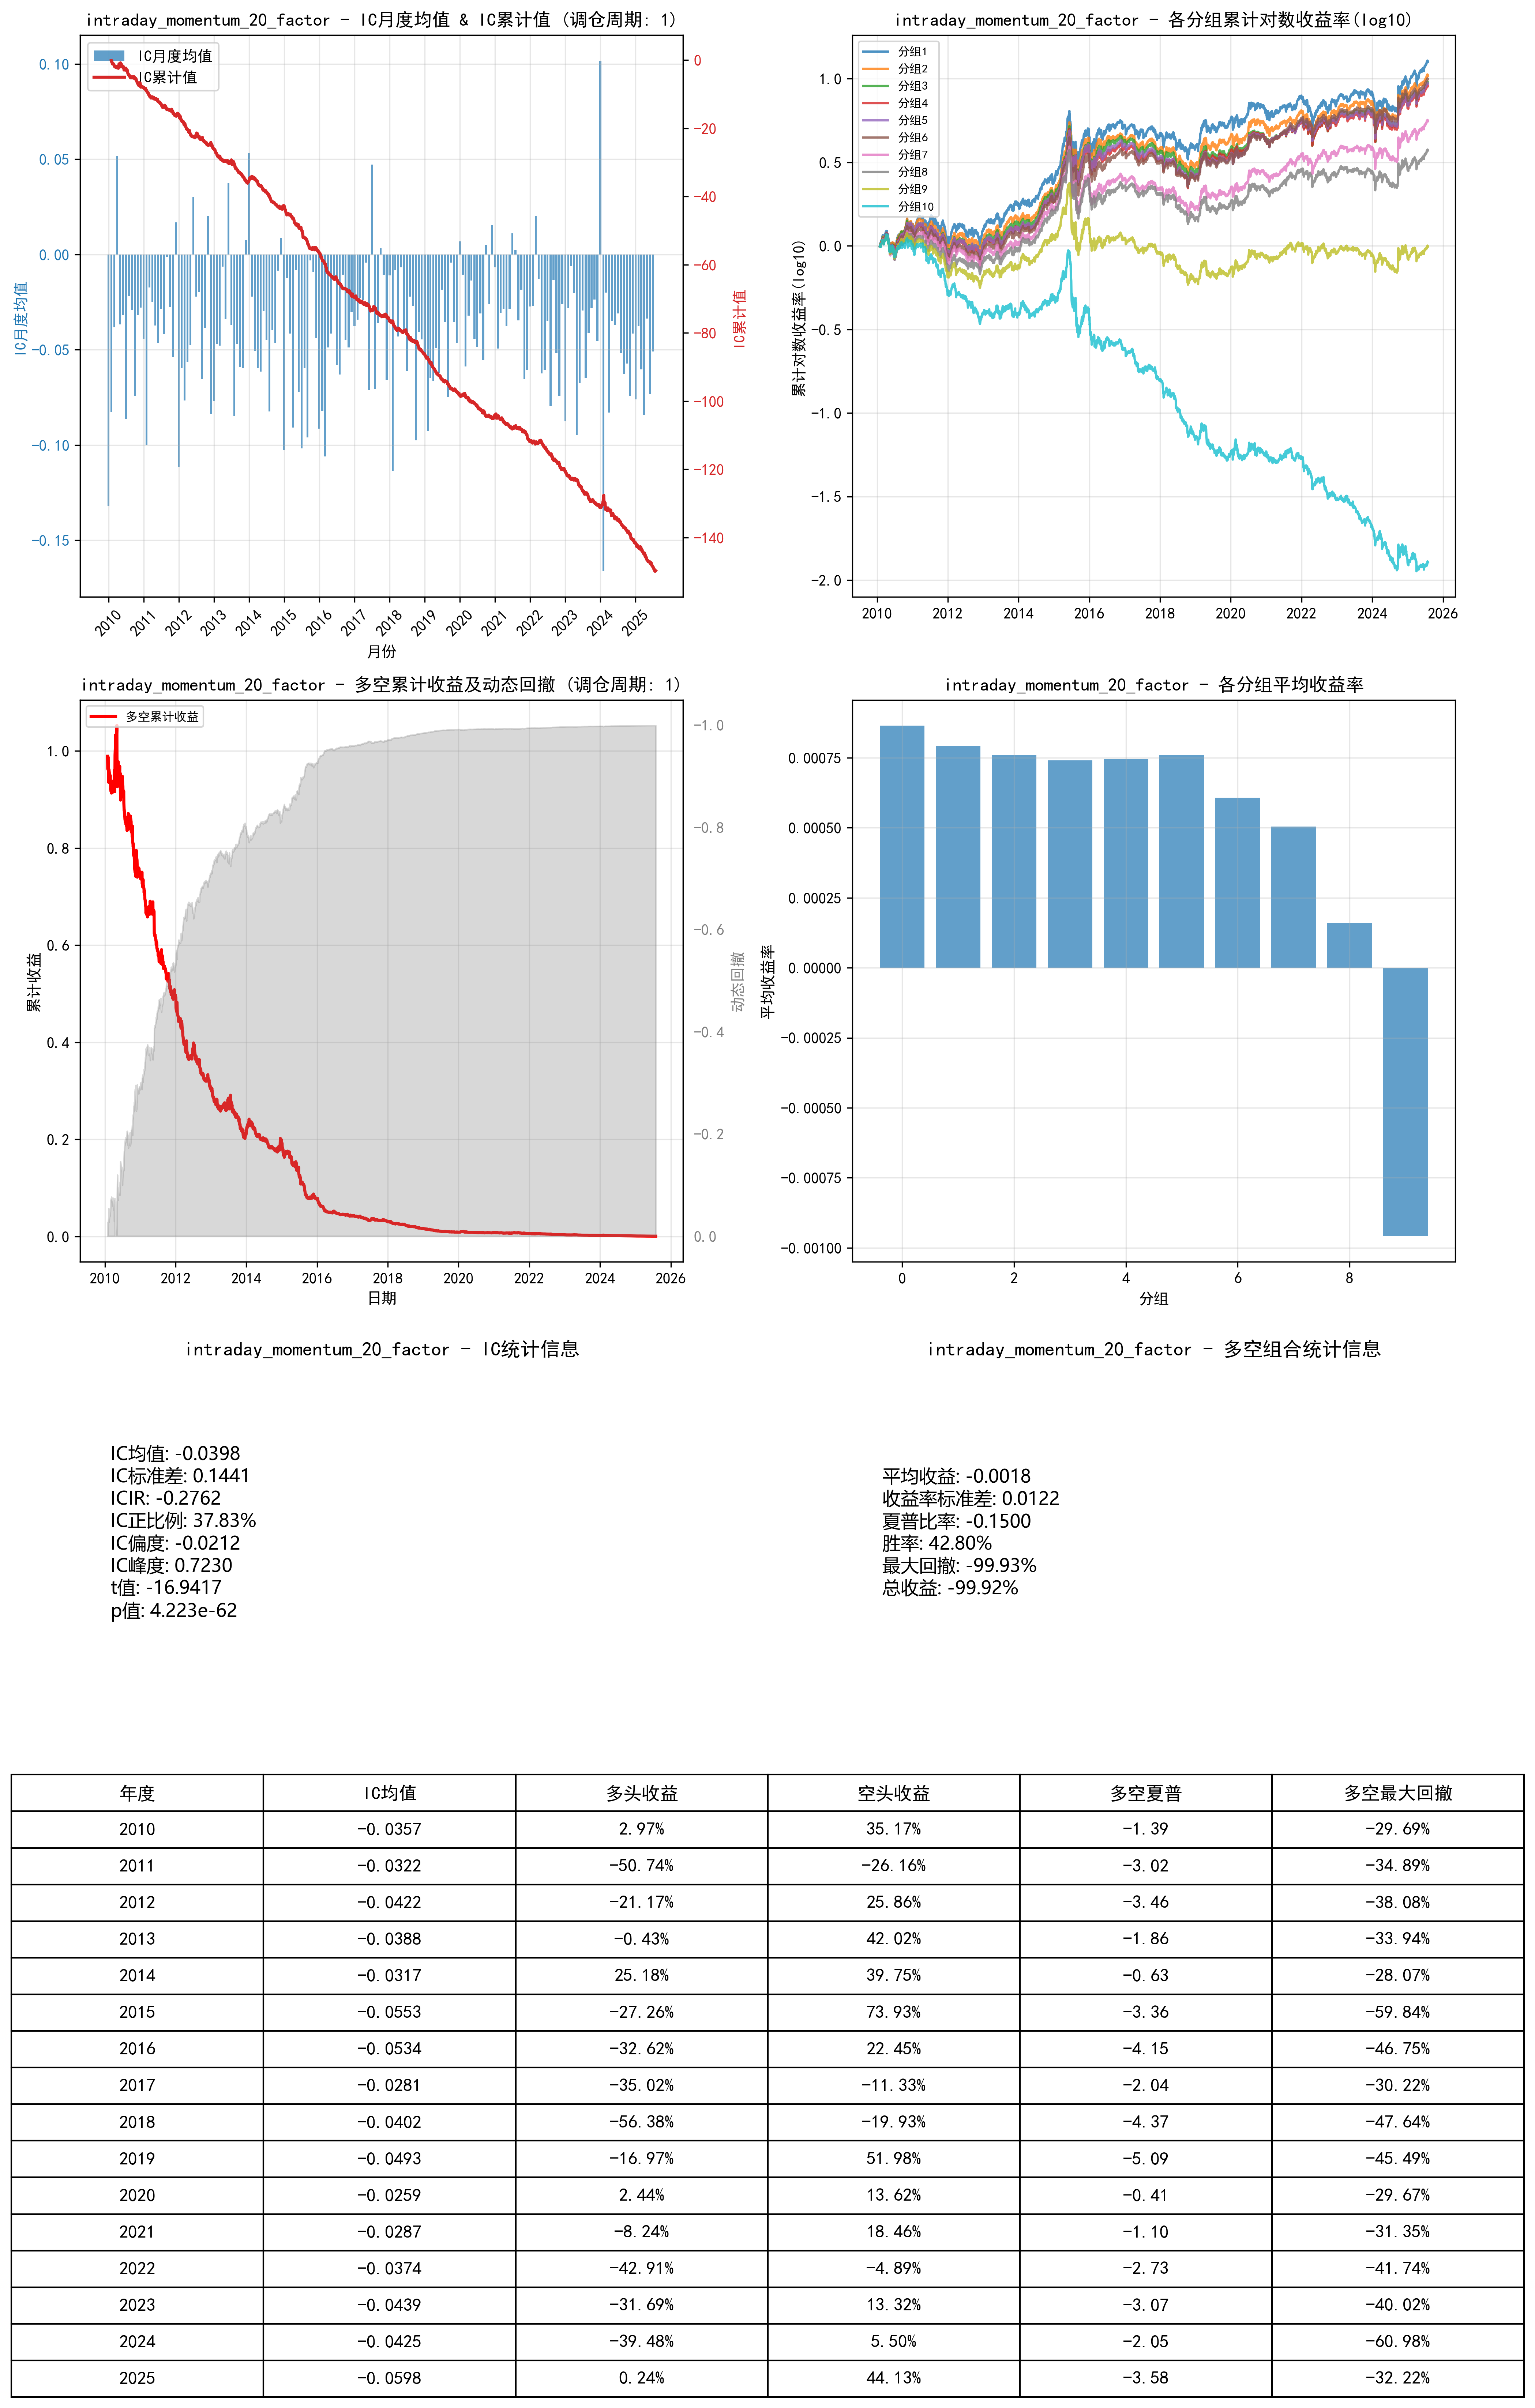 intraday_momentum_20_factor - IC月度均值 & IC累计值 (调仓周期: 1)
IC月度均值
IC累计值
0.10
0.05
0.00
-0.05
-0.10
-0.15
IC月度均值
0
-20
-40
-60
-80
-100
-120
-140
IC累计值
2010
2011
2012
2013
2014
2015
2016
2017
2018
2019
2020
2021
2022
2023
2024
2025
月份
intraday_momentum_20_factor - 各分组累计对数收益率(log10)
分组1
分组2
分组3
分组4
分组5
分组6
分组7
分组8
分组9
分组10
1.0
0.5
0.0
-0.5
-1.0
-1.5
-2.0
累计对数收益率(log10)
2010
2012
2014
2016
2018
2020
2022
2024
2026
intraday_momentum_20_factor - 多空累计收益及动态回撤 (调仓周期: 1)
多空累计收益
1.0
0.8
0.6
0.4
0.2
0.0
累计收益
-1.0
-0.8
-0.6
-0.4
-0.2
0.0
动态回撤
2010
2012
2014
2016
2018
2020
2022
2024
2026
日期
intraday_momentum_20_factor - 各分组平均收益率
0.00075
0.00050
0.00025
0.00000
-0.00025
-0.00050
-0.00075
-0.00100
平均收益率
0
2
4
6
8
分组
intraday_momentum_20_factor - IC统计信息
IC均值: -0.0398
IC标准差: 0.1441
ICIR: -0.2762
IC正比例: 37.83%
IC偏度: -0.0212
IC峰度: 0.7230
t值: -16.9417
p值: 4.223e-62
intraday_momentum_20_factor - 多空组合统计信息
平均收益: -0.0018
收益率标准差: 0.0122
夏普比率: -0.1500
胜率: 42.80%
最大回撤: -99.93%
总收益: -99.92%
年度 IC均值 多头收益 空头收益 多空夏普 多空最大回撤
2010 -0.0357 2.97% 35.17% -1.39 -29.69%
2011 -0.0322 -50.74% -26.16% -3.02 -34.89%
2012 -0.0422 -21.17% 25.86% -3.46 -38.08%
2013 -0.0388 -0.43% 42.02% -1.86 -33.94%
2014 -0.0317 25.18% 39.75% -0.63 -28.07%
2015 -0.0553 -27.26% 73.93% -3.36 -59.84%
2016 -0.0534 -32.62% 22.45% -4.15 -46.75%
2017 -0.0281 -35.02% -11.33% -2.04 -30.22%
2018 -0.0402 -56.38% -19.93% -4.37 -47.64%
2019 -0.0493 -16.97% 51.98% -5.09 -45.49%
2020 -0.0259 2.44% 13.62% -0.41 -29.67%
2021 -0.0287 -8.24% 18.46% -1.10 -31.35%
2022 -0.0374 -42.91% -4.89% -2.73 -41.74%
2023 -0.0439 -31.69% 13.32% -3.07 -40.02%
2024 -0.0425 -39.48% 5.50% -2.05 -60.98%
2025 -0.0598 0.24% 44.13% -3.58 -32.22%